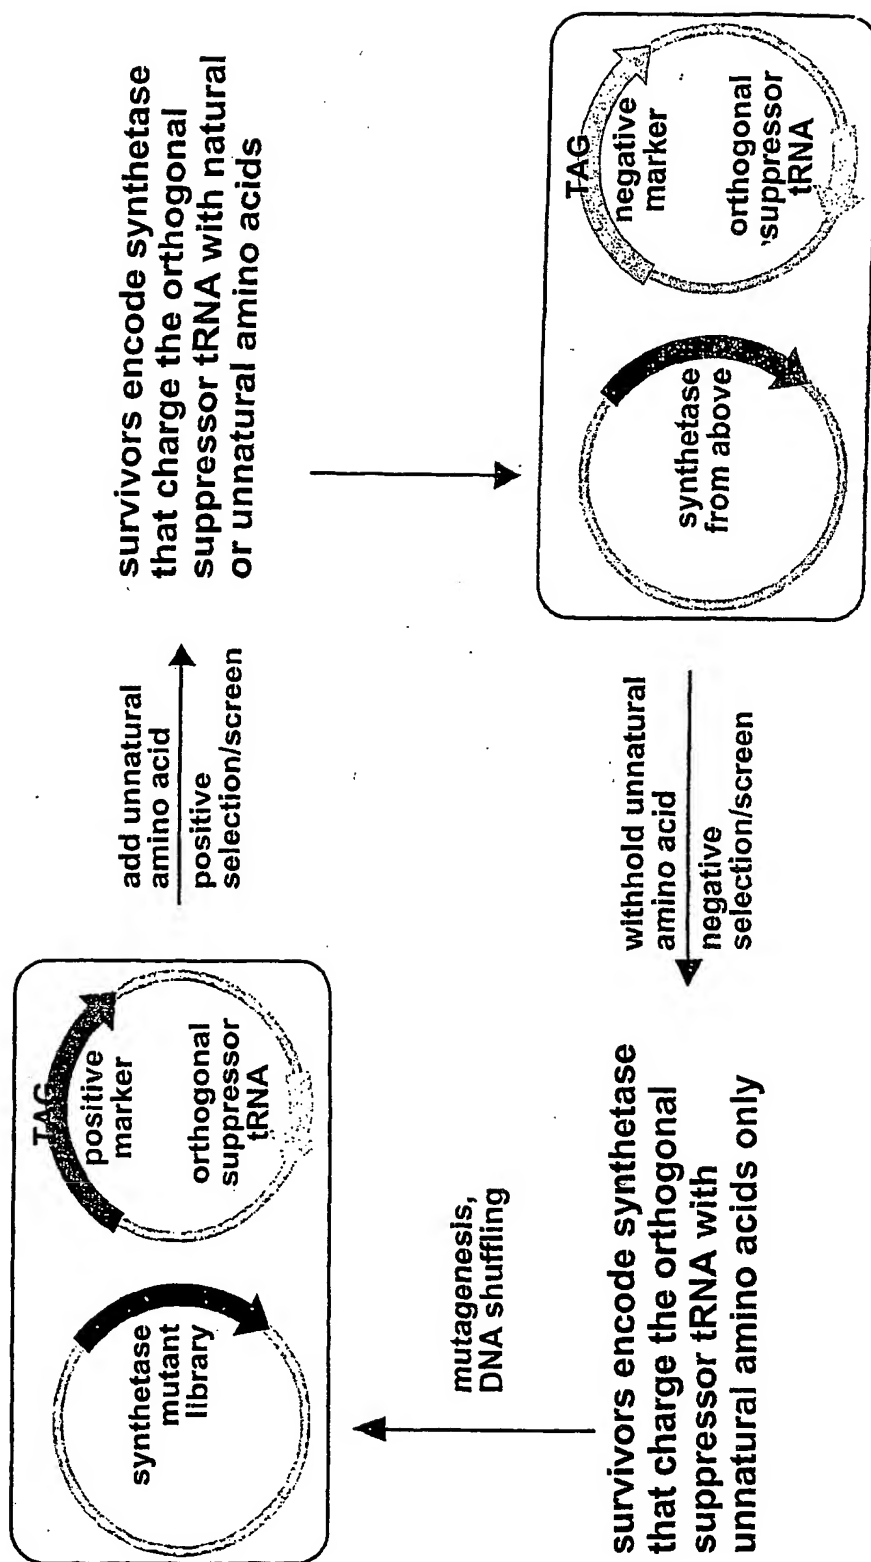 synthetase
mutant
library
TAG
positive
marker
orthogonal
suppressor
tRNA
add unnatural
amino acid
positive
selection/screen
survivors encode synthetase
that charge the orthogonal
suppressor tRNA with natural
or unnatural amino acids
synthetase
from above
TAG
negative
marker
orthogonal
suppressor
tRNA
withhold unnatural
amino acid
negative
selection/screen
survivors encode synthetase
that charge the orthogonal
suppressor tRNA with
unnatural amino acids only
mutagenesis,
DNA shuffling